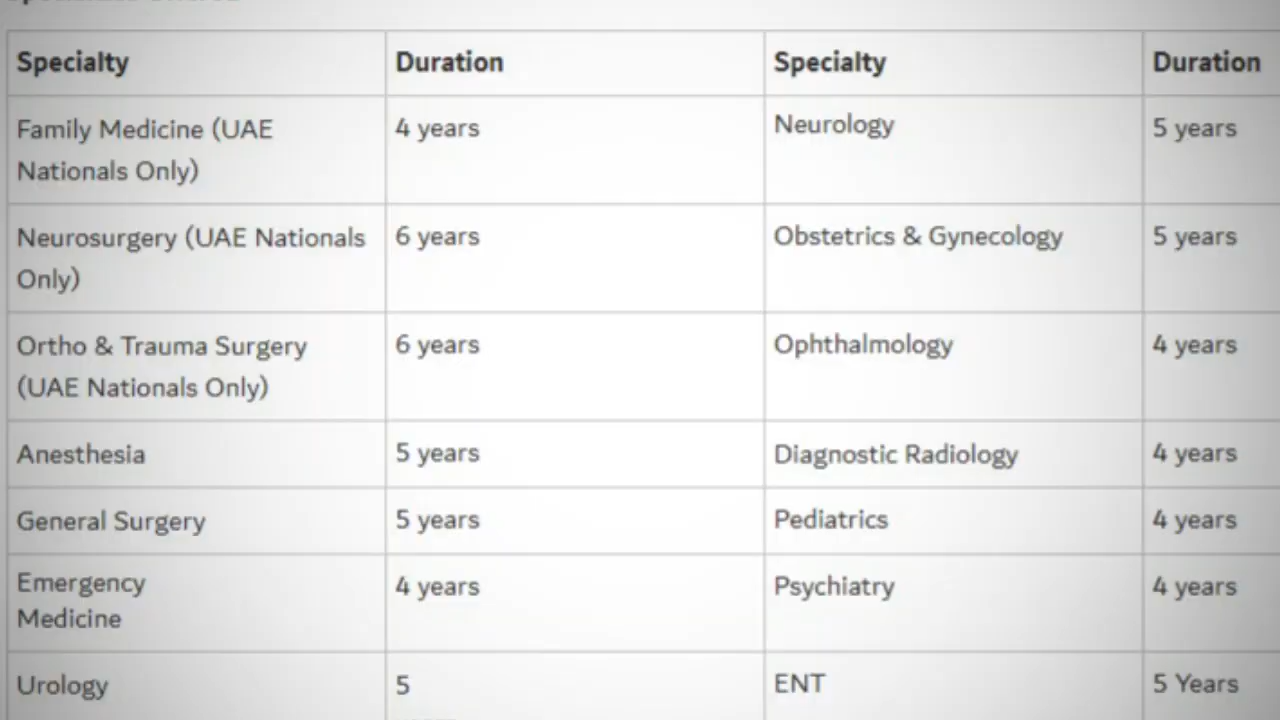 Specialty Duration Specialty Duration
Family Medicine (UAE 4 years Neurology 5 years
Nationals Only)
Neurosurgery (UAE Nationals 6 years Obstetrics & Gynecology 5 years
Only)
Ortho & Trauma Surgery 6 years Ophthalmology 4 years
(UAE Nationals Only)
Anesthesia 5 years Diagnostic Radiology 4 years
General Surgery 5 years Pediatrics 4 years
Emergency 4 years Psychiatry 4 years
Medicine
Urology 5 ENT 5 Years